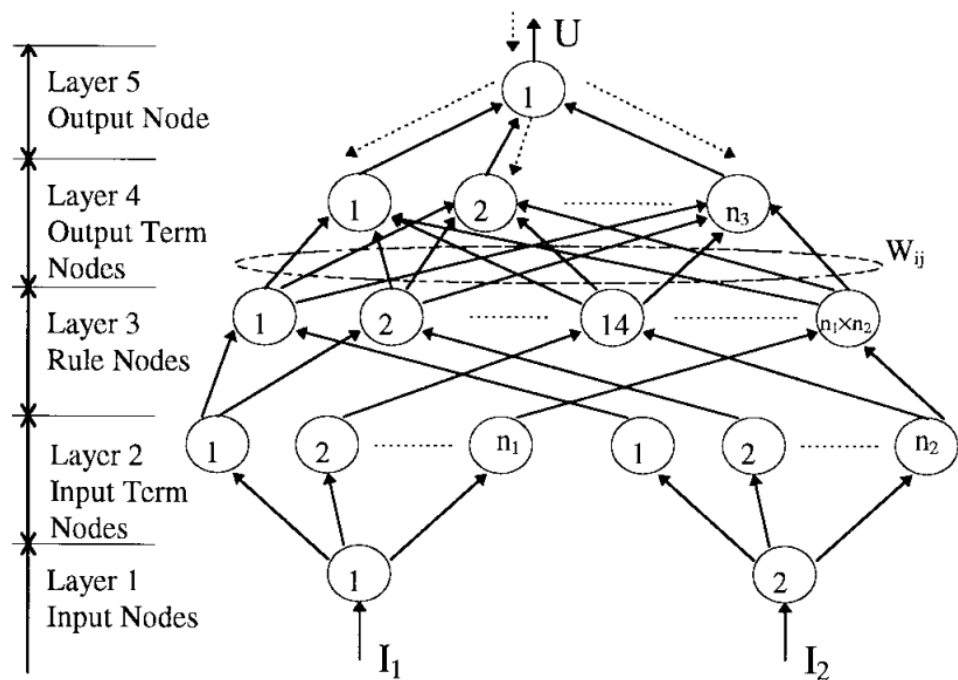 U
Layer 5
Output Node
1
Layer 4
Output Term
Nodes
1 2 n₃
W_ij
Layer 3
Rule Nodes
1 2 14 n₁×n₂
Layer 2
Input Term
Nodes
1 2 n₁ 1 2 n₂
Layer 1
Input Nodes
1 2
I₁ I₂